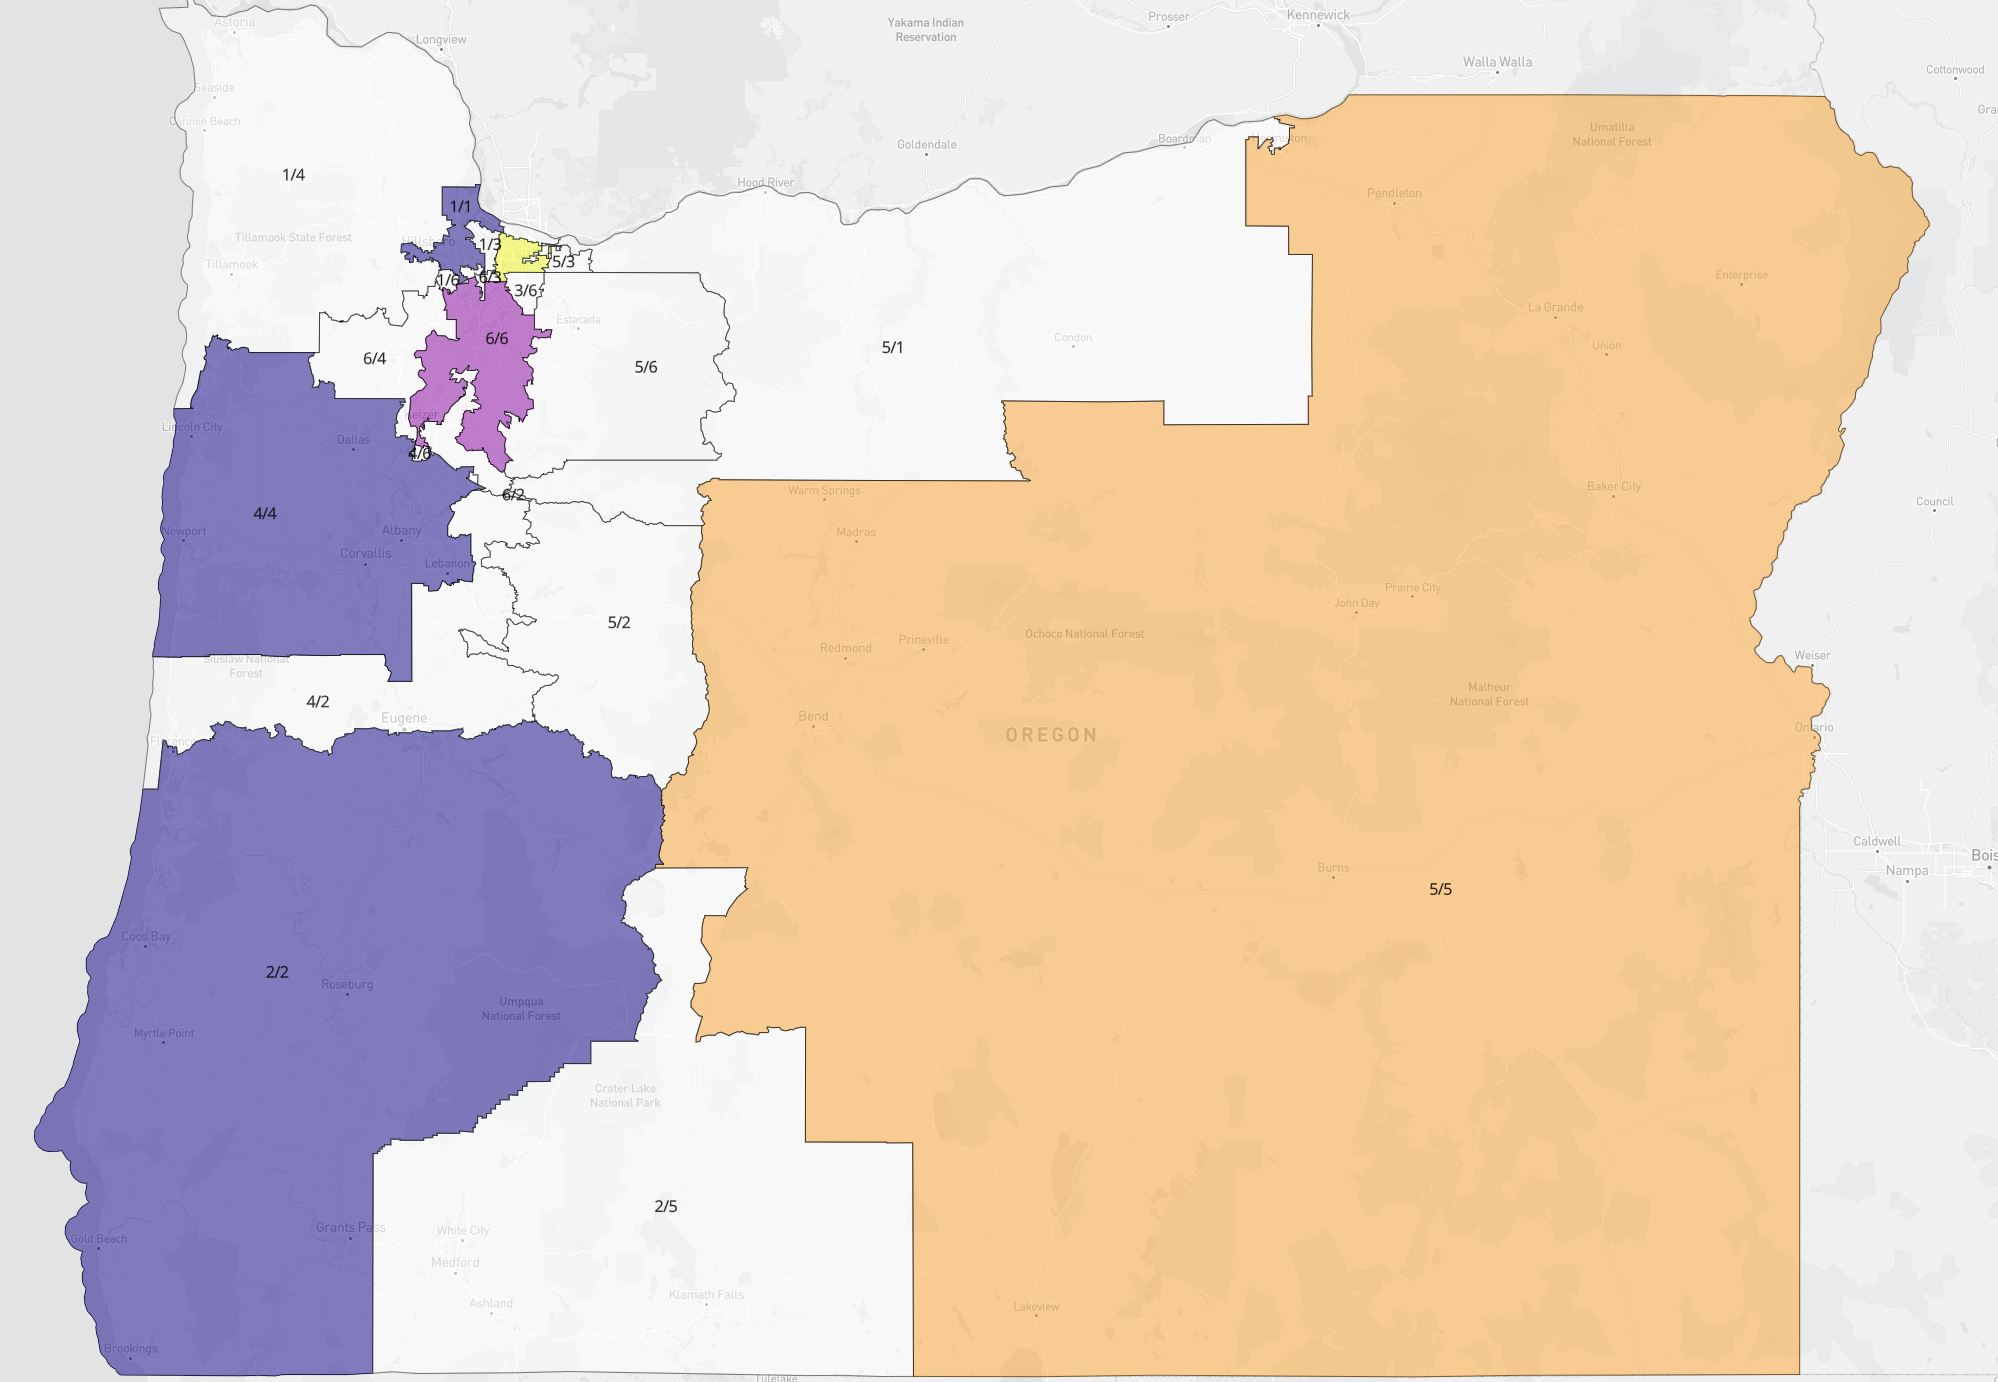 Astoria
Longview
Yakama Indian
Reservation
Prosser
Kennewick
Walla Walla
Cottonwood
Seaside
Cannon Beach
Goldendale
Boardman
Hermiston
Umatilla
National Forest
1/4
Hood River
Pendleton
1/1
Tillamook State Forest
Hillsboro
1/3
5/3
Tillamook
1/6
6/3
3/6
Enterprise
La Grande
Estacada
Condon
Union
6/6
5/1
6/4
5/6
Keizer
Lincoln City
Dallas
4/6
Warm Springs
6/2
Baker City
Council
4/4
Newport
Albany
Madras
Corvallis
Lebanon
Prairie City
John Day
5/2
Ochoco National Forest
Prineville
Redmond
Siuslaw National
Forest
Weiser
Malheur
National Forest
4/2
Eugene
Bend
OREGON
Ontario
Florence
Caldwell
Bois
Nampa
Burns
5/5
Coos Bay
2/2
Roseburg
Umpqua
National Forest
Myrtle Point
Crater Lake
National Park
2/5
Grants Pass
White City
Gold Beach
Medford
Klamath Falls
Ashland
Lakeview
Brookings
Tulelake